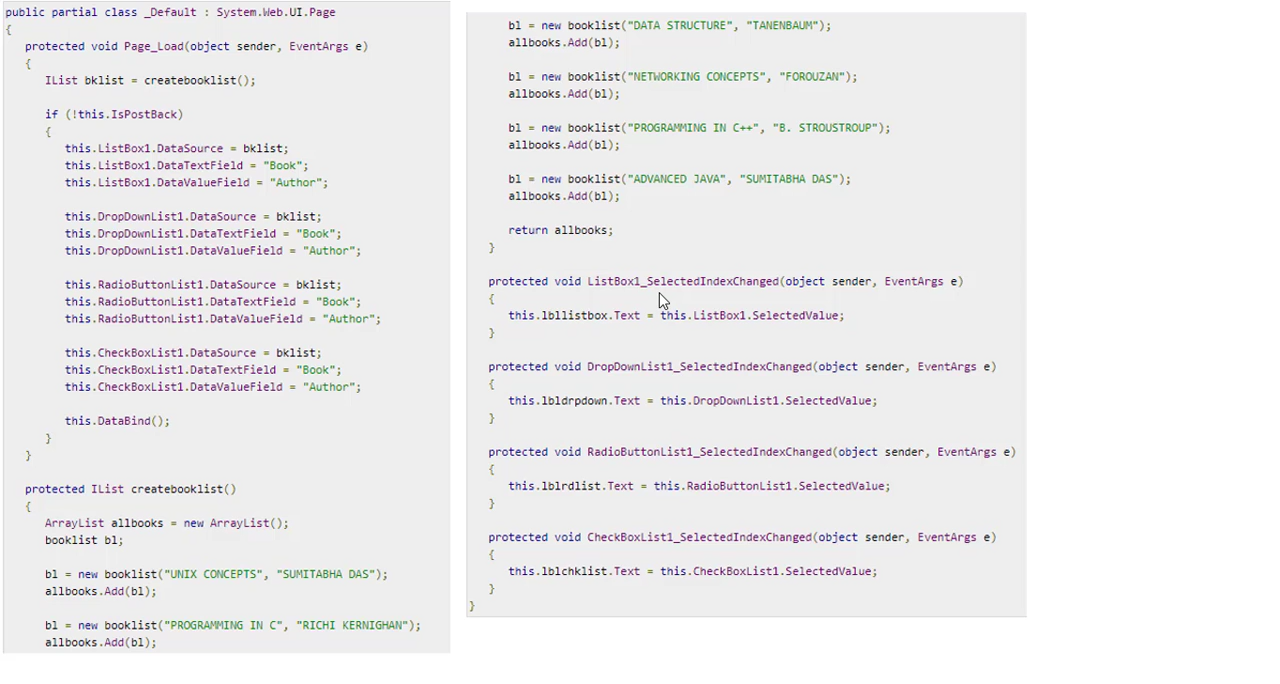 public partial class _Default : System.Web.UI.Page
{
protected void Page_Load(object sender, EventArgs e)
{
IList bklist = createbooklist();
if (!this.IsPostBack)
{
this.ListBox1.DataSource = bklist;
this.ListBox1.DataTextField = "Book";
this.ListBox1.DataValueField = "Author";
this.DropDownList1.DataSource = bklist;
this.DropDownList1.DataTextField = "Book";
this.DropDownList1.DataValueField = "Author";
this.RadioButtonList1.DataSource = bklist;
this.RadioButtonList1.DataTextField = "Book";
this.RadioButtonList1.DataValueField = "Author";
this.CheckBoxList1.DataSource = bklist;
this.CheckBoxList1.DataTextField = "Book";
this.CheckBoxList1.DataValueField = "Author";
this.DataBind();
}
}
protected IList createbooklist()
{
ArrayList allbooks = new ArrayList();
booklist bl;
bl = new booklist("UNIX CONCEPTS", "SUMITABHA DAS");
allbooks.Add(bl);
bl = new booklist("PROGRAMMING IN C", "RICHI KERNIGHAN");
allbooks.Add(bl);
bl = new booklist("DATA STRUCTURE", "TANENBAUM");
allbooks.Add(bl);
bl = new booklist("NETWORKING CONCEPTS", "FOROUZAN");
allbooks.Add(bl);
bl = new booklist("PROGRAMMING IN C++", "B. STROUSTROUP");
allbooks.Add(bl);
bl = new booklist("ADVANCED JAVA", "SUMITABHA DAS");
allbooks.Add(bl);
return allbooks;
}
protected void ListBox1_SelectedIndexChanged(object sender, EventArgs e)
{
this.lbllistbox.Text = this.ListBox1.SelectedValue;
}
protected void DropDownList1_SelectedIndexChanged(object sender, EventArgs e)
{
this.lbldrpdown.Text = this.DropDownList1.SelectedValue;
}
protected void RadioButtonList1_SelectedIndexChanged(object sender, EventArgs e)
{
this.lblrdlist.Text = this.RadioButtonList1.SelectedValue;
}
protected void CheckBoxList1_SelectedIndexChanged(object sender, EventArgs e)
{
this.lblchklist.Text = this.CheckBoxList1.SelectedValue;
}
}